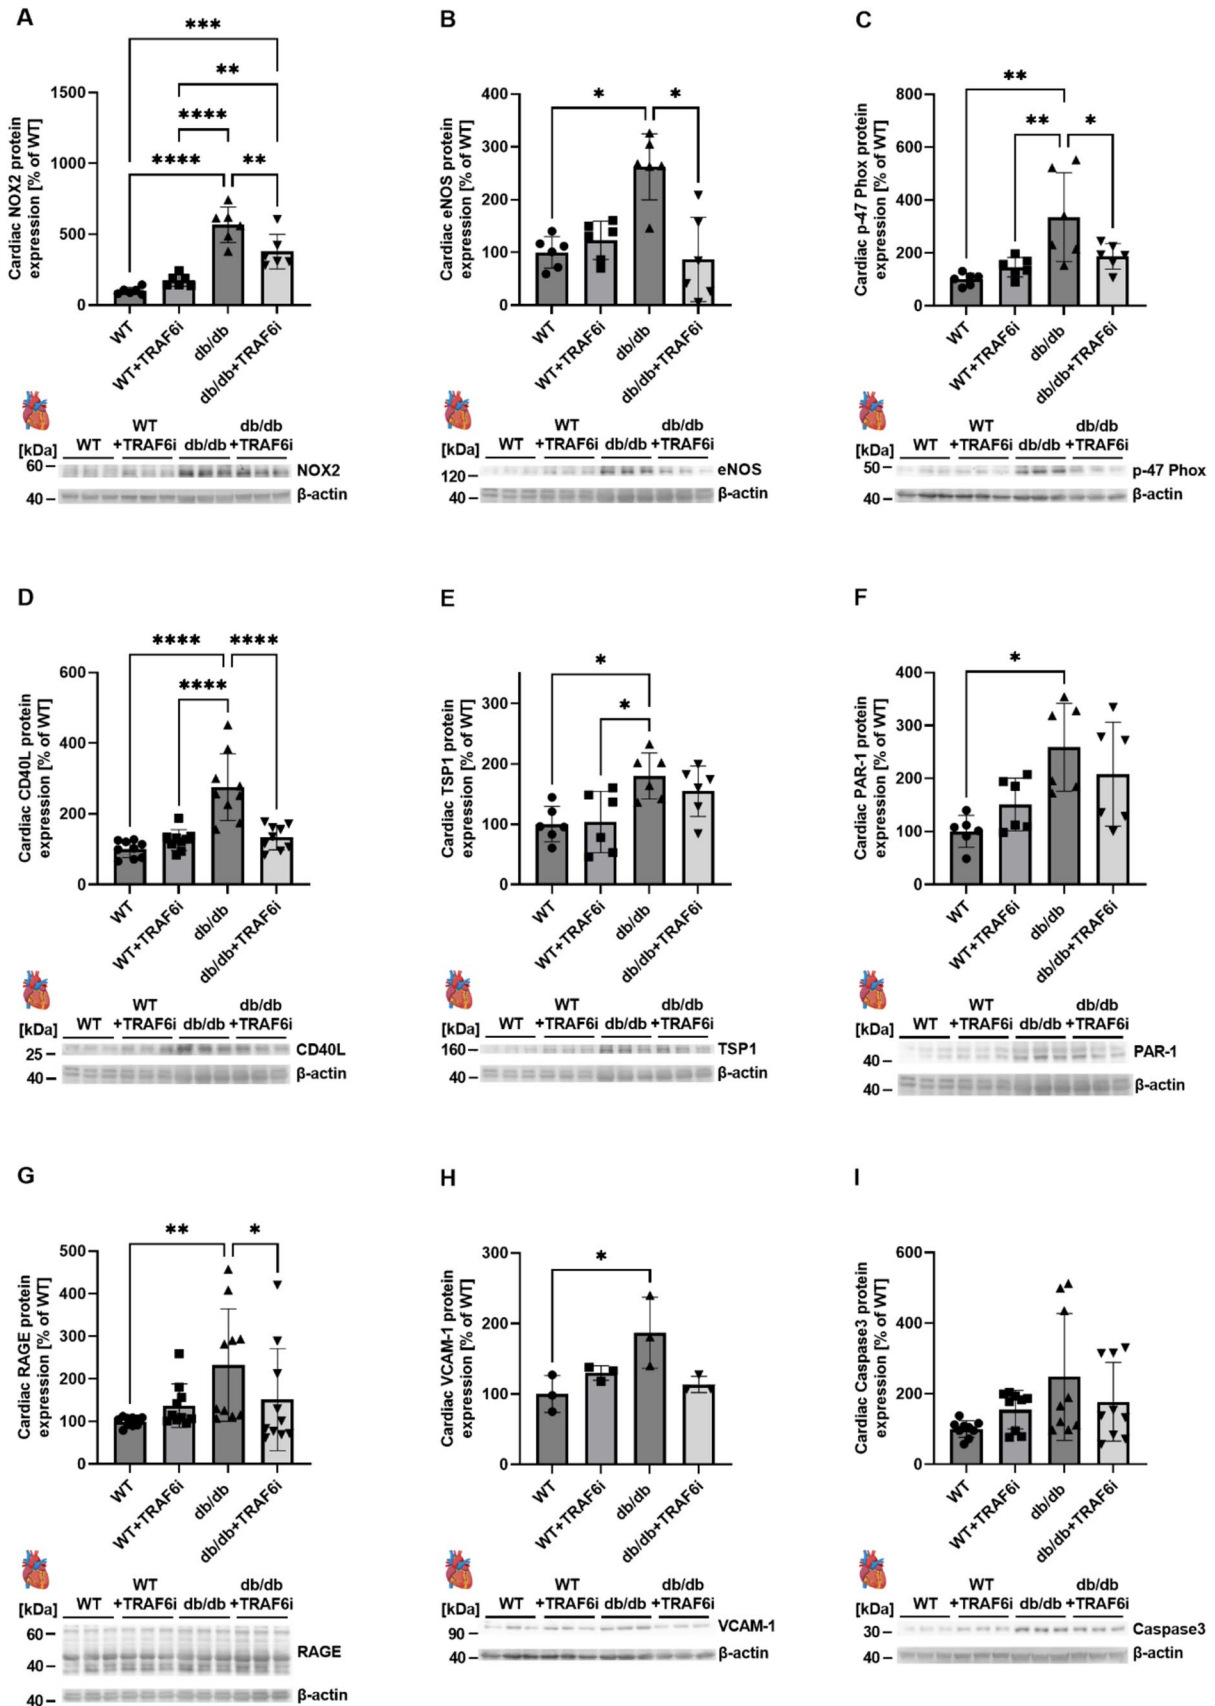 A
Cardiac NOX2 protein
expression [% of WT]
1500
1000
500
0
***
**
****
**** **
WT
WT+TRAF6i
db/db
db/db+TRAF6i
[kDa] WT WT +TRAF6i db/db db/db +TRAF6i
60 NOX2
40 β-actin
B
Cardiac eNOS protein
expression [% of WT]
400
300
200
100
0
* *
WT
WT+TRAF6i
db/db
db/db+TRAF6i
[kDa] WT WT +TRAF6i db/db db/db +TRAF6i
120 eNOS
40 β-actin
C
Cardiac p-47 Phox protein
expression [% of WT]
800
600
400
200
0
**
** *
WT
WT+TRAF6i
db/db
db/db+TRAF6i
[kDa] WT WT +TRAF6i db/db db/db +TRAF6i
50 p-47 Phox
40 β-actin
D
Cardiac CD40L protein
expression [% of WT]
600
400
200
0
**** ****
****
WT
WT+TRAF6i
db/db
db/db+TRAF6i
[kDa] WT WT +TRAF6i db/db db/db +TRAF6i
25 CD40L
40 β-actin
E
Cardiac TSP1 protein
expression [% of WT]
300
200
100
0
*
*
WT
WT+TRAF6i
db/db
db/db+TRAF6i
[kDa] WT WT +TRAF6i db/db db/db +TRAF6i
160 TSP1
40 β-actin
F
Cardiac PAR-1 protein
expression [% of WT]
400
300
200
100
0
*
WT
WT+TRAF6i
db/db
db/db+TRAF6i
[kDa] WT WT +TRAF6i db/db db/db +TRAF6i
40 PAR-1
40 β-actin
G
Cardiac RAGE protein
expression [% of WT]
500
400
300
200
100
0
** *
WT
WT+TRAF6i
db/db
db/db+TRAF6i
[kDa] WT WT +TRAF6i db/db db/db +TRAF6i
60
40 RAGE
40 β-actin
H
Cardiac VCAM-1 protein
expression [% of WT]
300
200
100
0
*
WT
WT+TRAF6i
db/db
db/db+TRAF6i
[kDa] WT WT +TRAF6i db/db db/db +TRAF6i
90 VCAM-1
40 β-actin
I
Cardiac Caspase3 protein
expression [% of WT]
600
400
200
0
WT
WT+TRAF6i
db/db
db/db+TRAF6i
[kDa] WT WT +TRAF6i db/db db/db +TRAF6i
30 Caspase3
40 β-actin